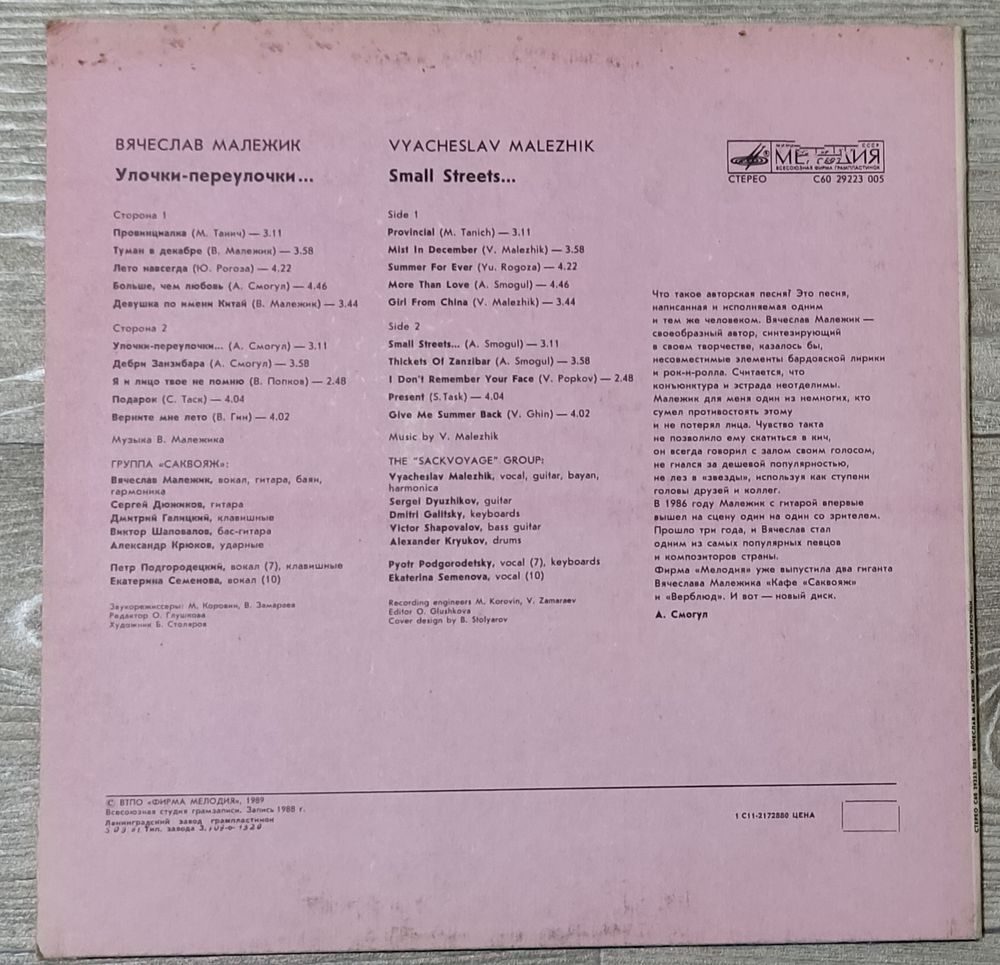 ВЯЧЕСЛАВ МАЛЕЖИК
Улочки-переулочки...
Сторона 1
Провинциалка (М. Танич) — 3.11
Туман в декабре (В. Малежик) — 3.58
Лето навсегда (Ю. Рогоза) — 4.22
Больше, чем любовь (А. Смогул) — 4.46
Девушка по имени Китай (В. Малежик) — 3.44
Сторона 2
Улочки-переулочки... (А. Смогул) — 3.11
Дебри Занзибара (А. Смогул) — 3.58
Я и лицо твое не помню (В. Попков) — 2.48
Подарок (С. Таск) — 4.04
Верните мне лето (В. Гин) — 4.02
Музыка В. Малежика
ГРУППА «САКВОЯЖ»:
Вячеслав Малежик, вокал, гитара, баян,
гармоника
Сергей Дюжиков, гитара
Дмитрий Галицкий, клавишные
Виктор Шаповалов, бас-гитара
Александр Крюков, ударные
Петр Подгородецкий, вокал (7), клавишные
Екатерина Семенова, вокал (10)
Звукорежиссеры: М. Коровин, В. Замараев
Редактор О. Глушкова
Художник Б. Столяров
VYACHESLAV MALEZHIK
Small Streets...
Side 1
Provincial (M. Tanich) — 3.11
Mist In December (V. Malezhik) — 3.58
Summer For Ever (Yu. Rogoza) — 4.22
More Than Love (A. Smogul) — 4.46
Girl From China (V. Malezhik) — 3.44
Side 2
Small Streets... (A. Smogul) — 3.11
Thickets Of Zanzibar (A. Smogul) — 3.58
I Don't Remember Your Face (V. Popkov) — 2.48
Present (S. Task) — 4.04
Give Me Summer Back (V. Ghin) — 4.02
Music by V. Malezhik
THE "SACKVOYAGE" GROUP:
Vyacheslav Malezhik, vocal, guitar, bayan,
harmonica
Sergei Dyuzhikov, guitar
Dmitri Galitsky, keyboards
Victor Shapovalov, bass guitar
Alexander Kryukov, drums
Pyotr Podgorodetsky, vocal (7), keyboards
Ekaterina Semenova, vocal (10)
Recording engineers M. Korovin, V. Zamaraev
Editor O. Glushkova
Cover design by B. Stolyarov
СССР
МЕЛОДИЯ
ВСЕСОЮЗНАЯ ФИРМА ГРАМПЛАСТИНОК
СТЕРЕО С60 29223 005
Что такое авторская песня? Это песня,
написанная и исполняемая одним
и тем же человеком. Вячеслав Малежик —
своеобразный автор, синтезирующий
в своем творчестве, казалось бы,
несовместимые элементы бардовской лирики
и рок-н-ролла. Считается, что
конъюнктура и эстрада неотделимы.
Малежик для меня один из немногих, кто
сумел противостоять этому
и не потерял лица. Чувство такта
не позволило ему скатиться в кич,
он всегда говорил с залом своим голосом,
не гнался за дешевой популярностью,
не лез в «звезды», используя как ступени
головы друзей и коллег.
В 1986 году Малежик с гитарой впервые
вышел на сцену один на один со зрителем.
Прошло три года, и Вячеслав стал
одним из самых популярных певцов
и композиторов страны.
Фирма «Мелодия» уже выпустила два гиганта
Вячеслава Малежика «Кафе «Саквояж»
и «Верблюд». И вот — новый диск.
А. Смогул
© ВТПО «ФИРМА МЕЛОДИЯ», 1989
Всесоюзная студия грамзаписи. Запись 1988 г.
Ленинградский завод грампластинок
Тип. завода
1 С11-2172880 ЦЕНА
СТЕРЕО С60 29223 005 ВЯЧЕСЛАВ МАЛЕЖИК. УЛОЧКИ-ПЕРЕУЛОЧКИ